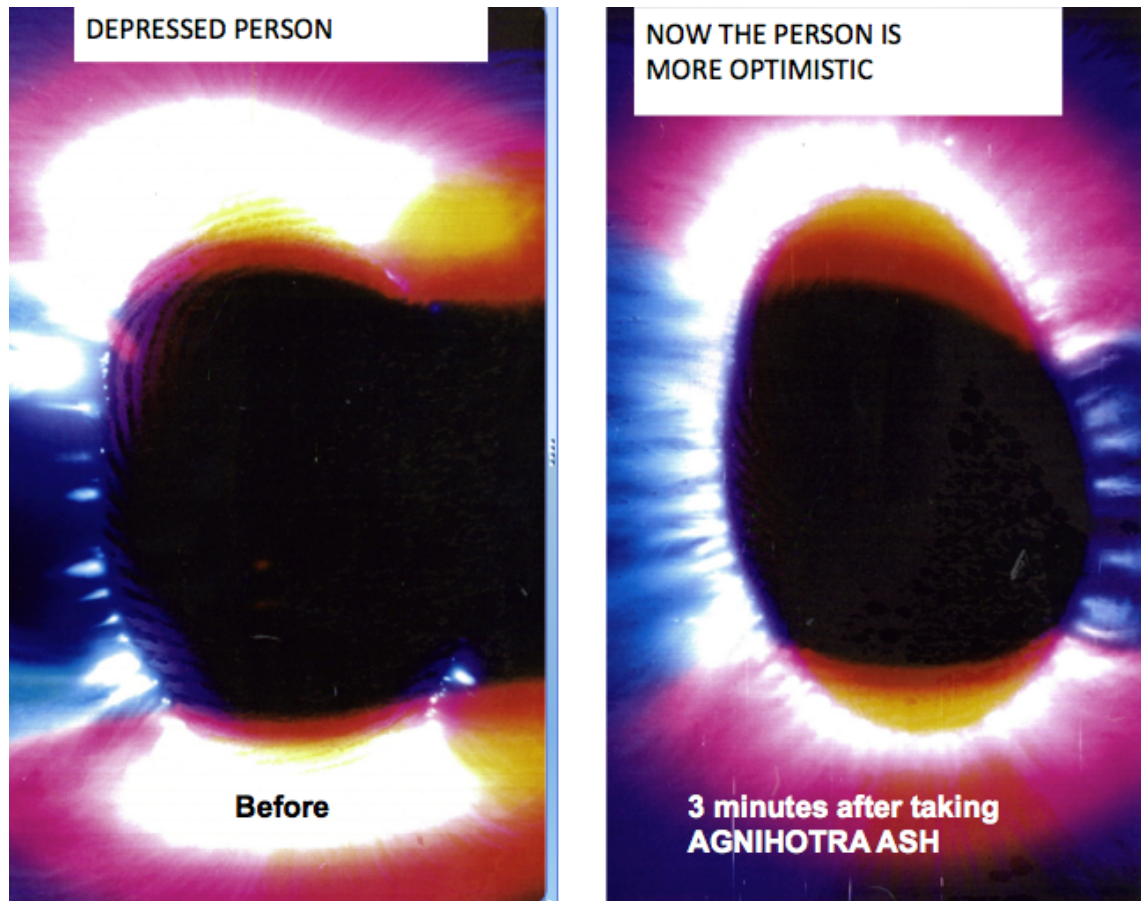 DEPRESSED PERSON
NOW THE PERSON IS
MORE OPTIMISTIC
Before
3 minutes after taking
AGNIHOTRA ASH